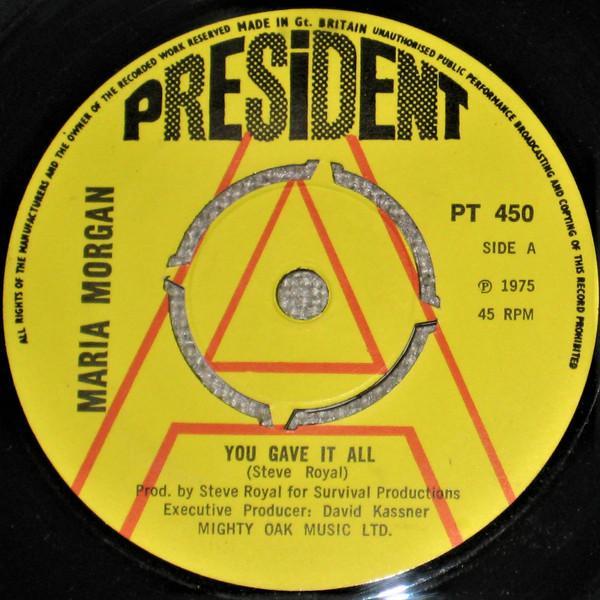 ALL RIGHTS OF THE MANUFACTURERS AND THE OWNER OF THE RECORDED WORK RESERVED MADE IN Gt. BRITAIN UNAUTHORISED PUBLIC PERFORMANCE BROADCASTING AND COPYING OF THIS RECORD PROHIBITED
PRESiDENT
MARIA MORGAN
PT 450
SIDE A
℗ 1975
45 RPM
A
YOU GAVE IT ALL
(Steve Royal)
Prod. by Steve Royal for Survival Productions
Executive Producer: David Kassner
MIGHTY OAK MUSIC LTD.